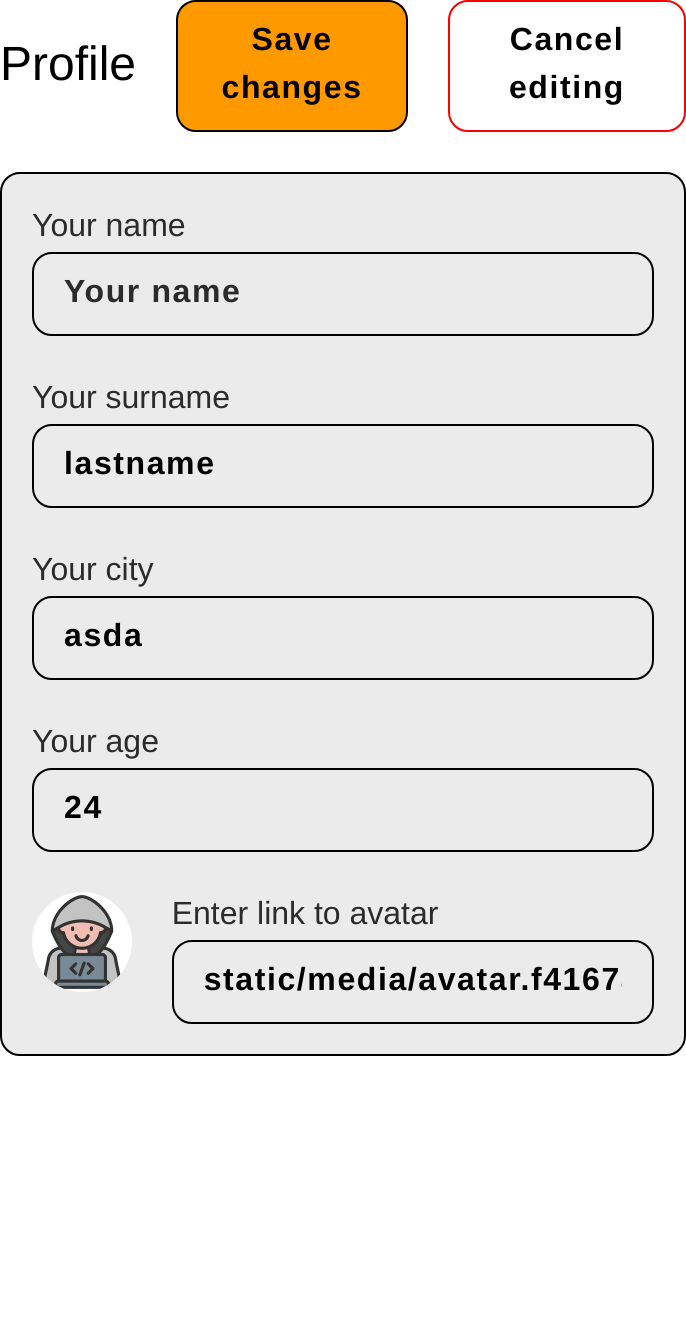 Profile
Save
changes
Cancel
editing
Your name
Your name
Your surname
lastname
Your city
asda
Your age
24
Enter link to avatar
static/media/avatar.f4167